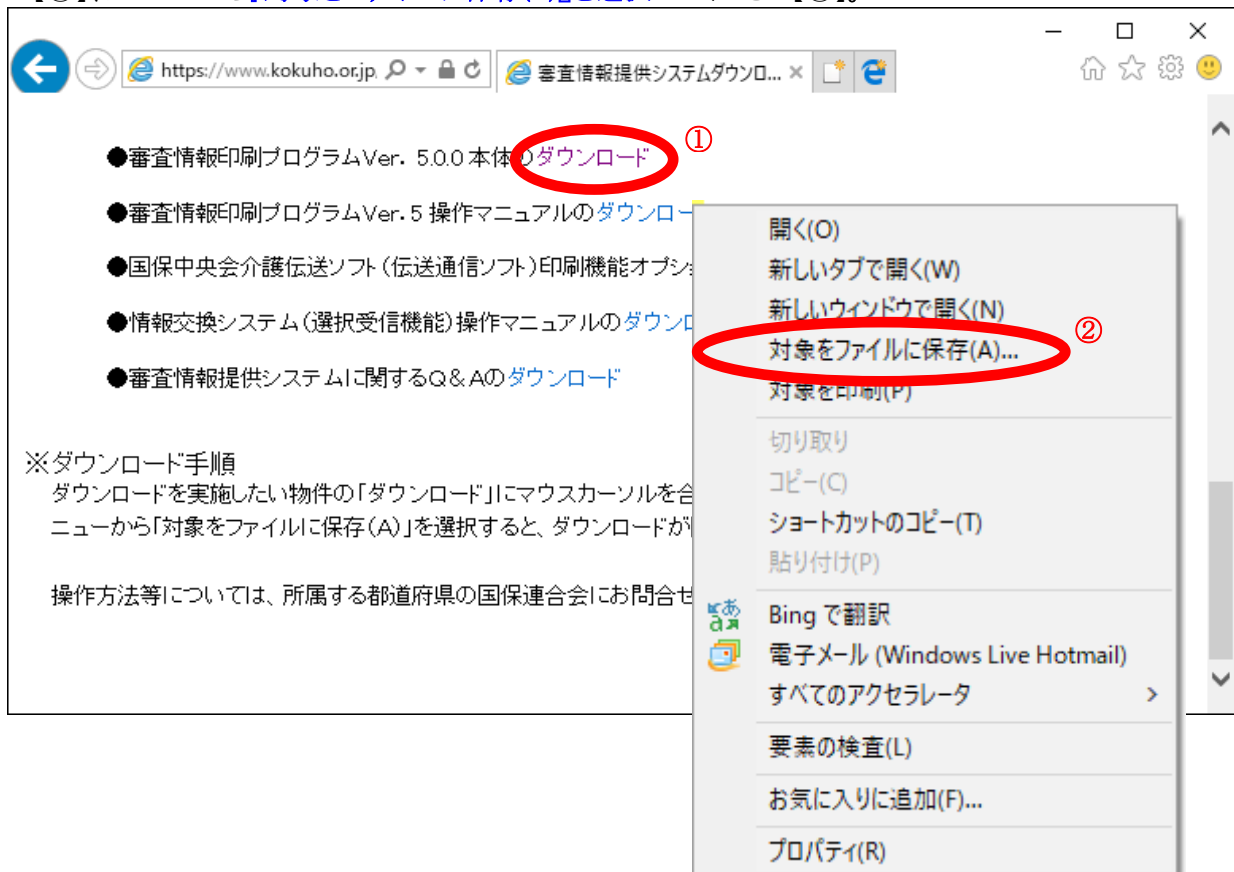 https://www.kokuho.or.jp, 審査情報提供システムダウンロ... ×
●審査情報印刷プログラムVer. 5.0.0 本体のダウンロード ①
●審査情報印刷プログラムVer.5 操作マニュアルのダウンロー
●国保中央会介護伝送ソフト(伝送通信ソフト)印刷機能オプショ
●情報交換システム(選択受信機能)操作マニュアルのダウンロ
●審査情報提供システムに関するQ&Aのダウンロード
※ダウンロード手順
ダウンロードを実施したい物件の「ダウンロード」にマウスカーソルを合
ニューから「対象をファイルに保存(A)」を選択すると、ダウンロードが
操作方法等については、所属する都道府県の国保連合会にお問合せ
開く(O)
新しいタブで開く(W)
新しいウィンドウで開く(N)
対象をファイルに保存(A)... ②
対象を印刷(P)
切り取り
コピー(C)
ショートカットのコピー(T)
貼り付け(P)
Bing で翻訳
電子メール (Windows Live Hotmail)
すべてのアクセラレータ >
要素の検査(L)
お気に入りに追加(F)...
プロパティ(R)